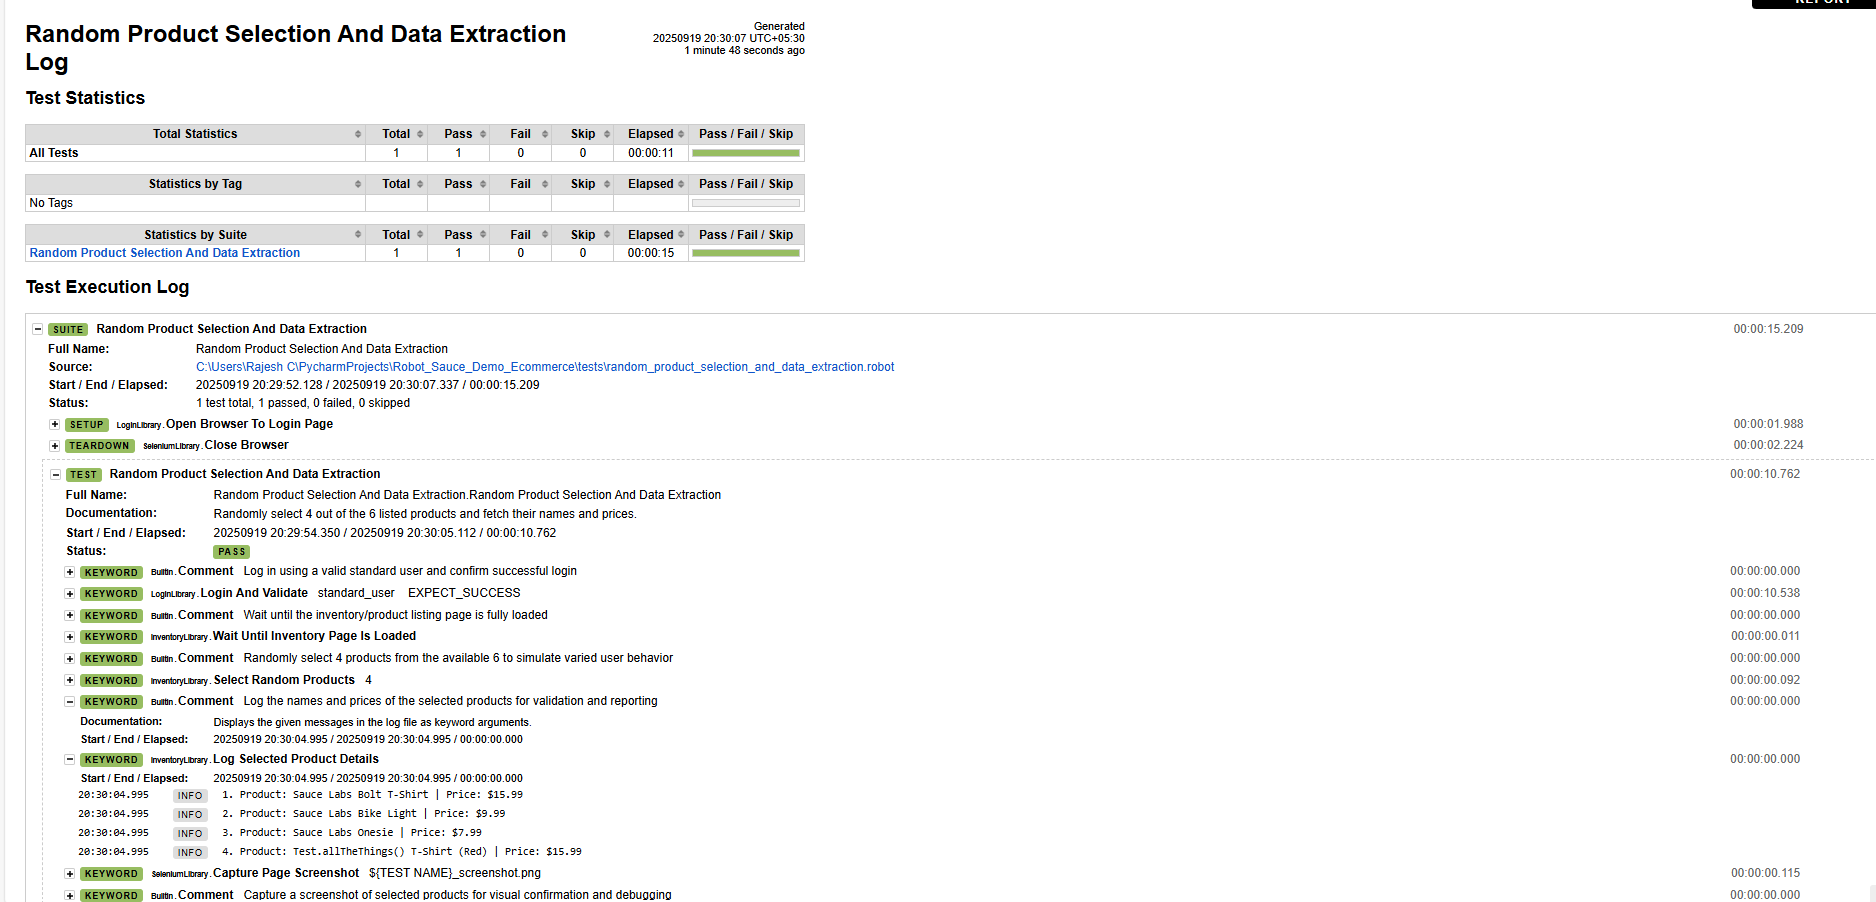 REPORT
Random Product Selection And Data Extraction
Log
Generated
20250919 20:30:07 UTC+05:30
1 minute 48 seconds ago
Test Statistics
Total Statistics Total Pass Fail Skip Elapsed Pass / Fail / Skip
All Tests 1 1 0 0 00:00:11
Statistics by Tag Total Pass Fail Skip Elapsed Pass / Fail / Skip
No Tags
Statistics by Suite Total Pass Fail Skip Elapsed Pass / Fail / Skip
Random Product Selection And Data Extraction 1 1 0 0 00:00:15
Test Execution Log
SUITE Random Product Selection And Data Extraction 00:00:15.209
Full Name: Random Product Selection And Data Extraction
Source: C:\Users\Rajesh C\PycharmProjects\Robot_Sauce_Demo_Ecommerce\tests\random_product_selection_and_data_extraction.robot
Start / End / Elapsed: 20250919 20:29:52.128 / 20250919 20:30:07.337 / 00:00:15.209
Status: 1 test total, 1 passed, 0 failed, 0 skipped
SETUP LoginLibrary.Open Browser To Login Page 00:00:01.988
TEARDOWN SeleniumLibrary.Close Browser 00:00:02.224
TEST Random Product Selection And Data Extraction 00:00:10.762
Full Name: Random Product Selection And Data Extraction.Random Product Selection And Data Extraction
Documentation: Randomly select 4 out of the 6 listed products and fetch their names and prices.
Start / End / Elapsed: 20250919 20:29:54.350 / 20250919 20:30:05.112 / 00:00:10.762
Status: PASS
KEYWORD BuiltIn.Comment Log in using a valid standard user and confirm successful login 00:00:00.000
KEYWORD LoginLibrary.Login And Validate standard_user EXPECT_SUCCESS 00:00:10.538
KEYWORD BuiltIn.Comment Wait until the inventory/product listing page is fully loaded 00:00:00.000
KEYWORD InventoryLibrary.Wait Until Inventory Page Is Loaded 00:00:00.011
KEYWORD BuiltIn.Comment Randomly select 4 products from the available 6 to simulate varied user behavior 00:00:00.000
KEYWORD InventoryLibrary.Select Random Products 4 00:00:00.092
KEYWORD BuiltIn.Comment Log the names and prices of the selected products for validation and reporting 00:00:00.000
Documentation: Displays the given messages in the log file as keyword arguments.
Start / End / Elapsed: 20250919 20:30:04.995 / 20250919 20:30:04.995 / 00:00:00.000
KEYWORD InventoryLibrary.Log Selected Product Details 00:00:00.000
Start / End / Elapsed: 20250919 20:30:04.995 / 20250919 20:30:04.995 / 00:00:00.000
20:30:04.995 INFO 1. Product: Sauce Labs Bolt T-Shirt | Price: $15.99
20:30:04.995 INFO 2. Product: Sauce Labs Bike Light | Price: $9.99
20:30:04.995 INFO 3. Product: Sauce Labs Onesie | Price: $7.99
20:30:04.995 INFO 4. Product: Test.allTheThings() T-Shirt (Red) | Price: $15.99
KEYWORD SeleniumLibrary.Capture Page Screenshot ${TEST NAME}_screenshot.png 00:00:00.115
KEYWORD BuiltIn.Comment Capture a screenshot of selected products for visual confirmation and debugging 00:00:00.000